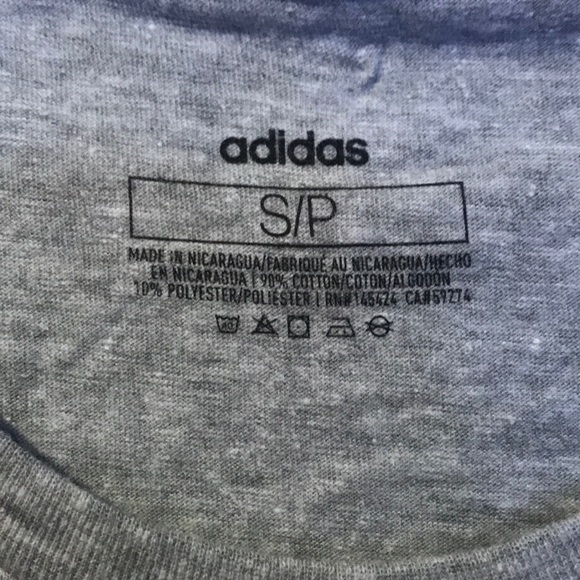 adidas
S/P
MADE IN NICARAGUA/FABRIQUÉ AU NICARAGUA/HECHO
EN NICARAGUA | 90% COTTON/COTON/ALGODÓN
10% POLYESTER/POLIÉSTER | RN#145424 CA#59274